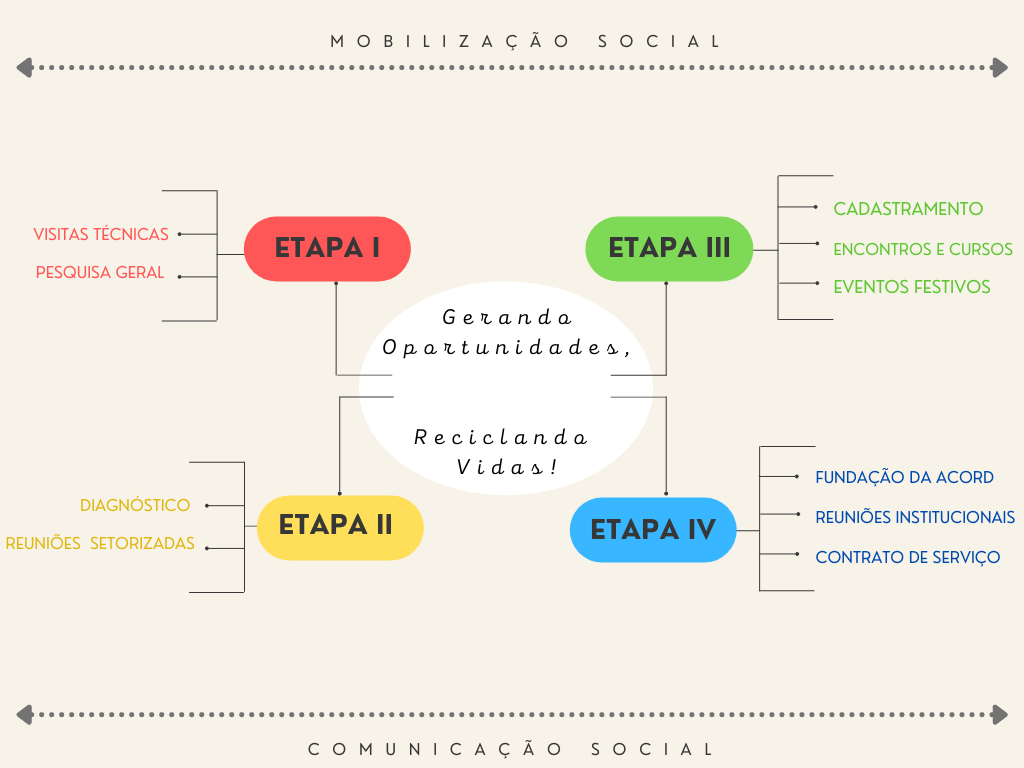 MOBILIZAÇÃO SOCIAL
ETAPA I
VISITAS TÉCNICAS
PESQUISA GERAL
ETAPA III
CADASTRAMENTO
ENCONTROS E CURSOS
EVENTOS FESTIVOS
Gerando
Oportunidades,
Reciclando
Vidas!
ETAPA II
DIAGNÓSTICO
REUNIÕES SETORIZADAS
ETAPA IV
FUNDAÇÃO DA ACORD
REUNIÕES INSTITUCIONAIS
CONTRATO DE SERVIÇO
COMUNICAÇÃO SOCIAL